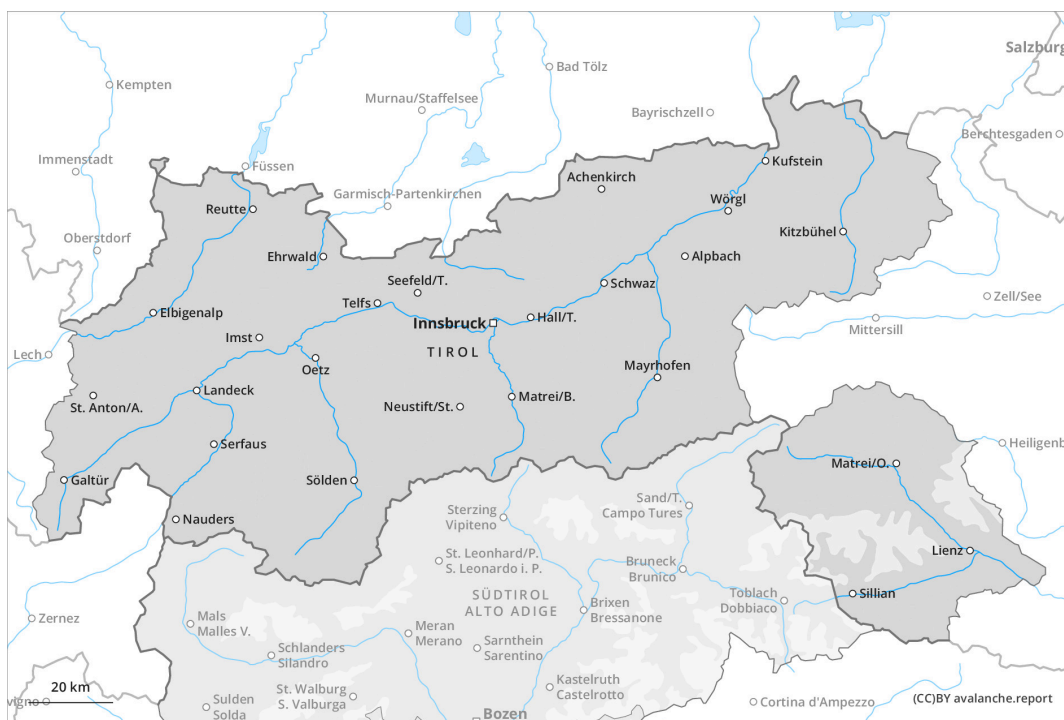 Salzburg
Kempten
Bad Tölz
Murnau/Staffelsee
Bayrischzell
Berchtesgaden
Immenstadt
Füssen
Kufstein
Achenkirch
Garmisch-Partenkirchen
Reutte
Wörgl
Oberstdorf
Kitzbühel
Ehrwald
Alpbach
Seefeld/T.
Schwaz
Zell/See
Telfs
Elbigenalp
Innsbruck
Hall/T.
Mittersill
Imst
TIROL
Lech
Oetz
Mayrhofen
Landeck
St. Anton/A.
Neustift/St.
Matrei/B.
Serfaus
Heiligenb
Matrei/O.
Galtür
Sölden
Sand/T.
Campo Tures
Sterzing
Vipiteno
Nauders
Lienz
St. Leonhard/P.
S. Leonardo i. P.
Bruneck
Brunico
SÜDTIROL
ALTO ADIGE
Toblach
Dobbiaco
Sillian
Brixen
Bressanone
Zernez
Mals
Malles V.
Meran
Merano
Sarnthein
Sarentino
Schlanders
Silandro
20 km
vigno
St. Walburg
S. Valburga
Kastelruth
Castelrotto
Sulden
Solda
Cortina d'Ampezzo
(CC)BY avalanche.report
Bozen